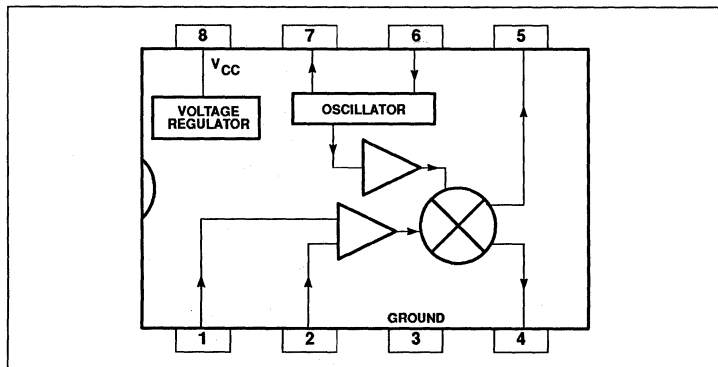 8
7
6
5
VCC
VOLTAGE
REGULATOR
OSCILLATOR
GROUND
1
2
3
4